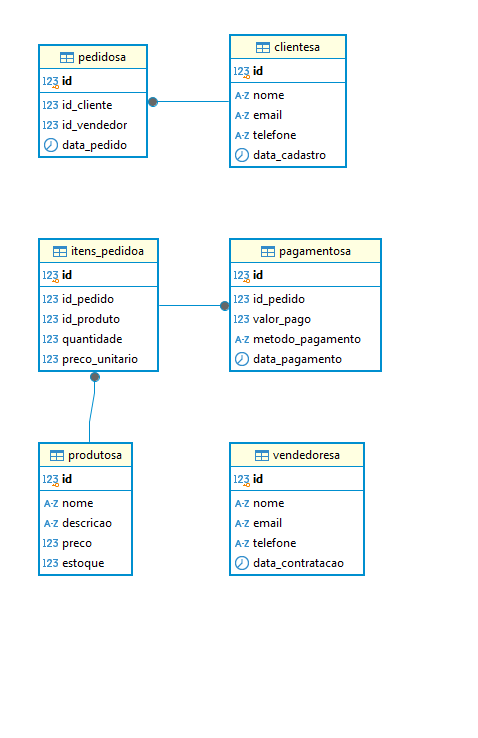 pedidosa
123 id
123 id_cliente
123 id_vendedor
data_pedido
clientesa
123 id
A-Z nome
A-Z email
A-Z telefone
data_cadastro
itens_pedidoa
123 id
123 id_pedido
123 id_produto
123 quantidade
123 preco_unitario
pagamentosa
123 id
123 id_pedido
123 valor_pago
A-Z metodo_pagamento
data_pagamento
produtosa
123 id
A-Z nome
A-Z descricao
123 preco
123 estoque
vendedoresa
123 id
A-Z nome
A-Z email
A-Z telefone
data_contratacao